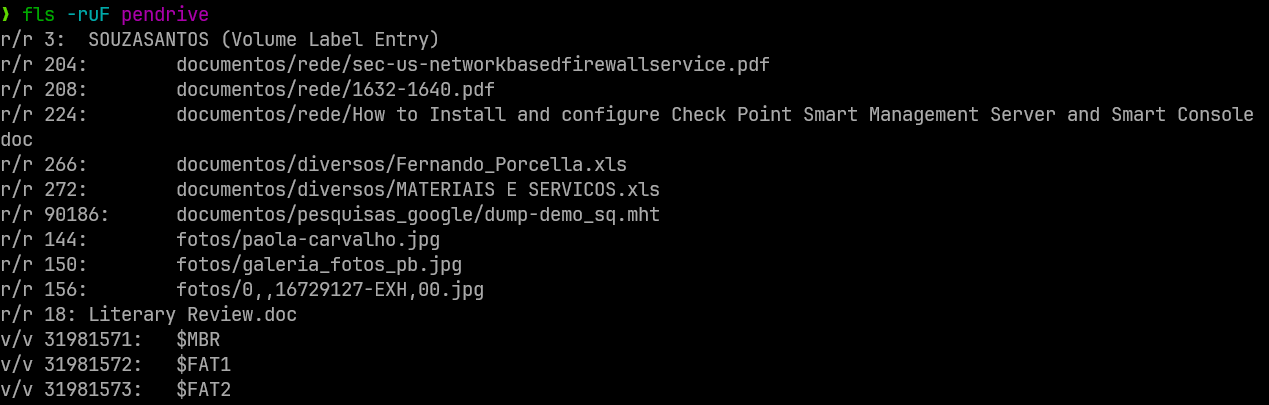 ❯ fls -ruF pendrive
r/r 3:  SOUZASANTOS (Volume Label Entry)
r/r 204:        documentos/rede/sec-us-networkbasedfirewallservice.pdf
r/r 208:        documentos/rede/1632-1640.pdf
r/r 224:        documentos/rede/How to Install and configure Check Point Smart Management Server and Smart Console
doc
r/r 266:        documentos/diversos/Fernando_Porcella.xls
r/r 272:        documentos/diversos/MATERIAIS E SERVICOS.xls
r/r 90186:      documentos/pesquisas_google/dump-demo_sq.mht
r/r 144:        fotos/paola-carvalho.jpg
r/r 150:        fotos/galeria_fotos_pb.jpg
r/r 156:        fotos/0,,16729127-EXH,00.jpg
r/r 18: Literary Review.doc
v/v 31981571:   $MBR
v/v 31981572:   $FAT1
v/v 31981573:   $FAT2